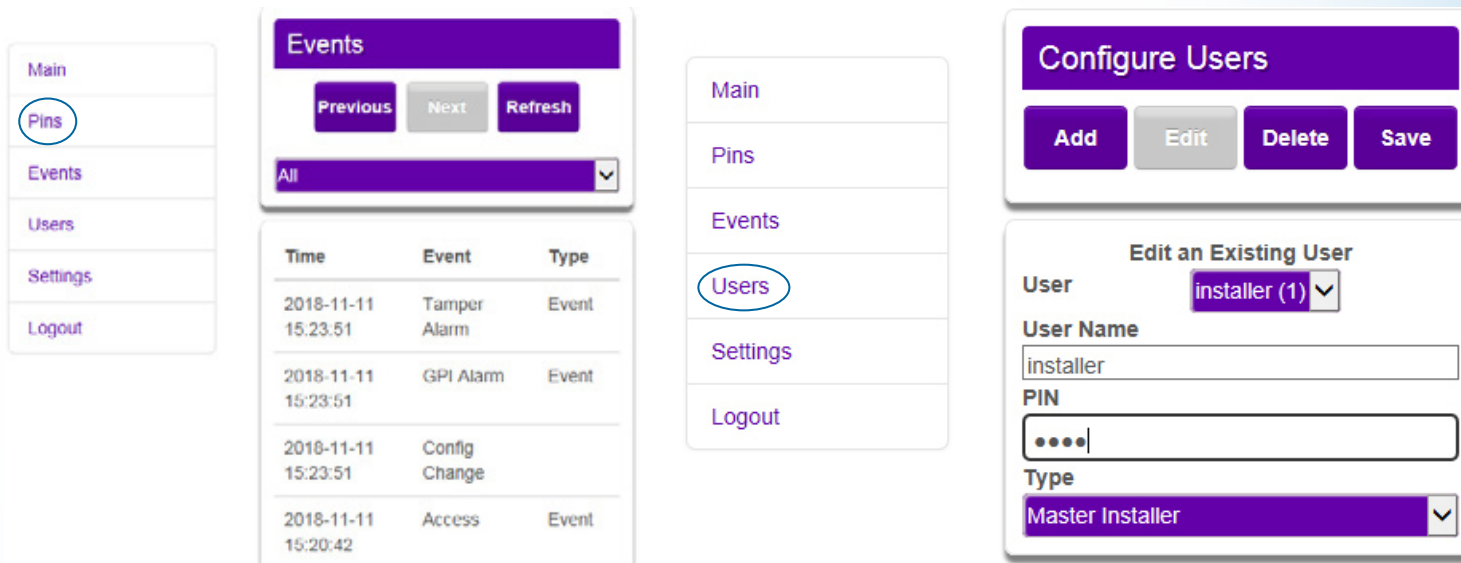 Main
Pins
Events
Users
Settings
Logout
Events
Previous Next Refresh
All
Time Event Type
2018-11-11 Tamper Event
15:23:51 Alarm
2018-11-11 GPI Alarm Event
15:23:51
2018-11-11 Config
15:23:51 Change
2018-11-11 Access Event
15:20:42
Main
Pins
Events
Users
Settings
Logout
Configure Users
Add Edit Delete Save
Edit an Existing User
User installer (1)
User Name
installer
PIN
••••
Type
Master Installer